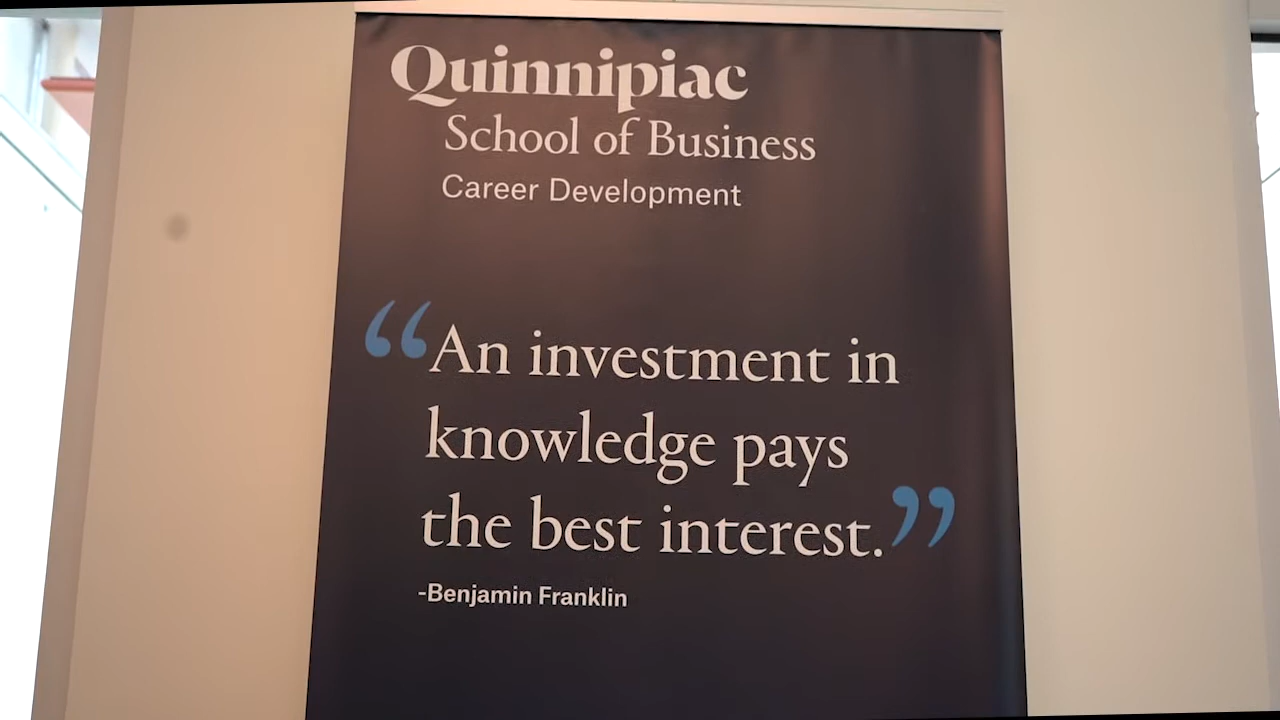 Quinnipiac
School of Business
Career Development
“An investment in
knowledge pays
the best interest.”
-Benjamin Franklin